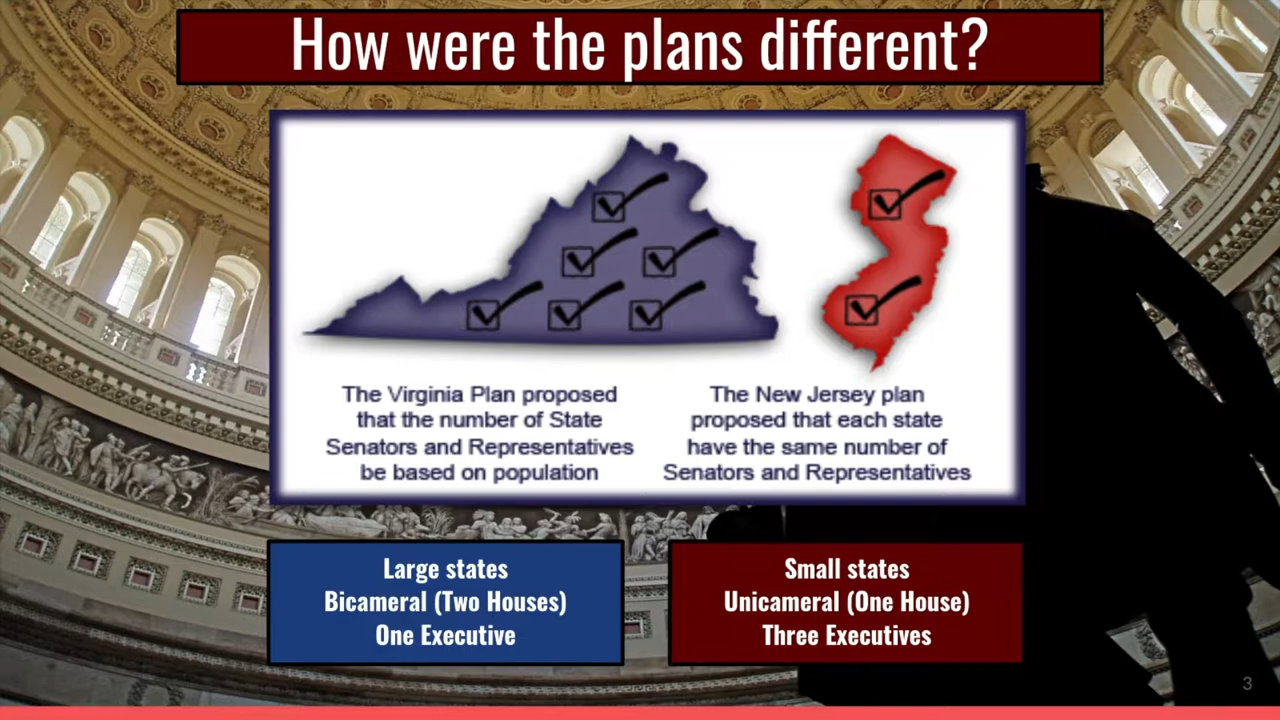 How were the plans different?
The Virginia Plan proposed
that the number of State
Senators and Representatives
be based on population
The New Jersey plan
proposed that each state
have the same number of
Senators and Representatives
Large states
Bicameral (Two Houses)
One Executive
Small states
Unicameral (One House)
Three Executives
3